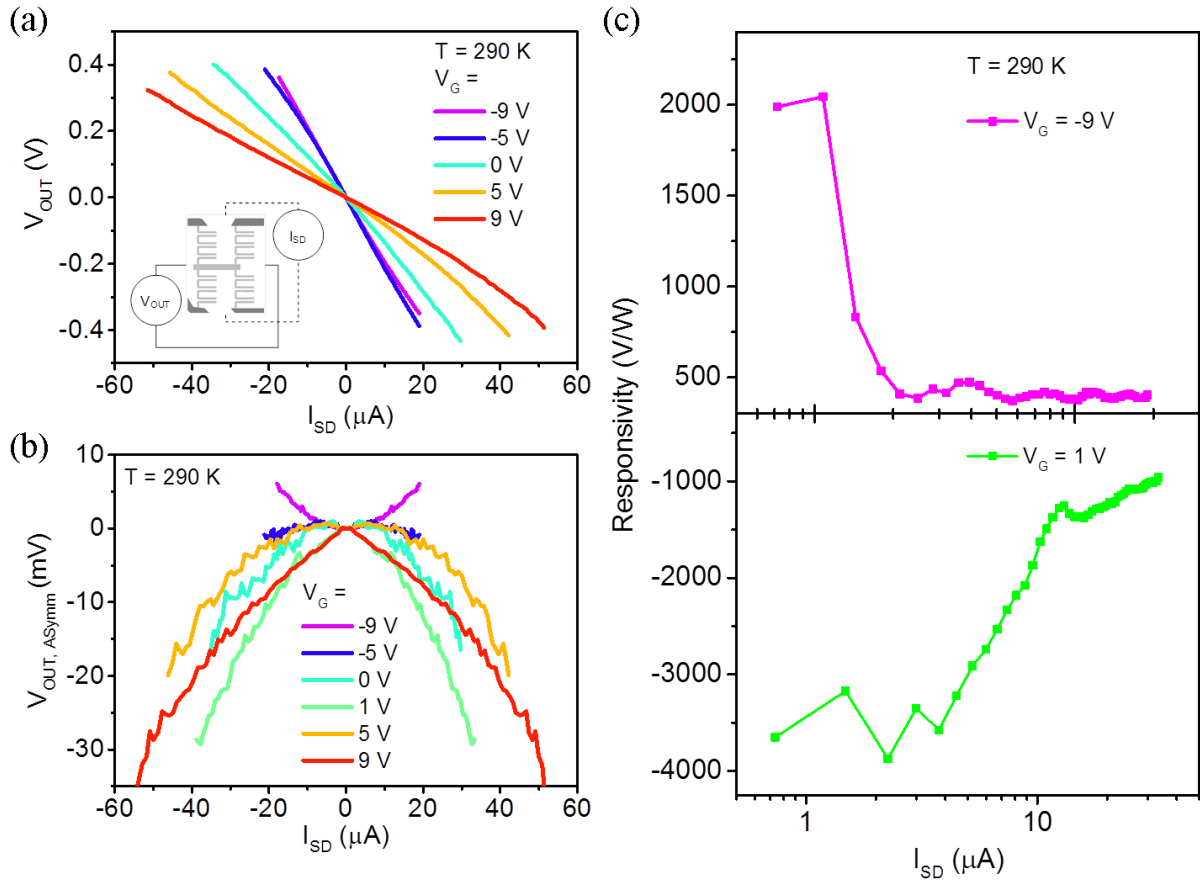 (a)
T = 290 K
V_G =
-9 V
-5 V
0 V
5 V
9 V
0.4
0.2
0.0
-0.2
-0.4
V_OUT (V)
I_SD
V_OUT
-60 -40 -20 0 20 40 60
I_SD (μA)
(b)
T = 290 K
10
0
-10
-20
-30
V_OUT, ASymm (mV)
V_G =
-9 V
-5 V
0 V
1 V
5 V
9 V
-60 -40 -20 0 20 40 60
I_SD (μA)
(c)
T = 290 K
V_G = -9 V
2000
1500
1000
500
Responsivity (V/W)
V_G = 1 V
-1000
-2000
-3000
-4000
1 10
I_SD (μA)